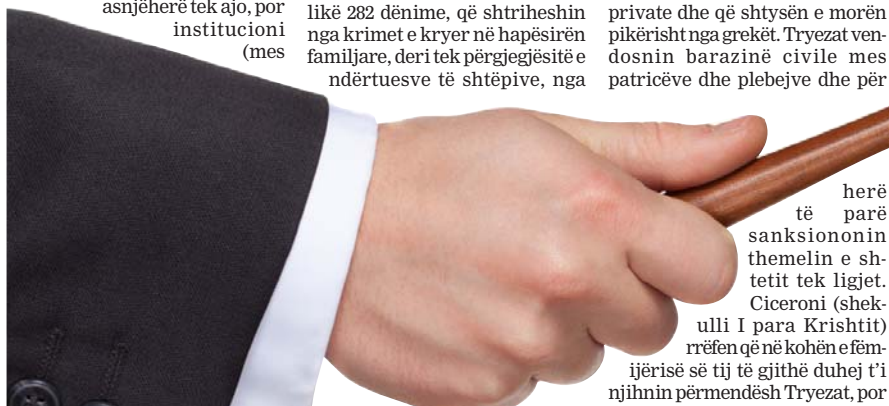 asnjëherë tek ajo, por
institucioni
(mes
likë 282 dënime, që shtriheshin
nga krimet e kryer në hapësirën
familjare, deri tek përgjegjësitë e
ndërtuesve të shtëpive, nga
private dhe që shtysën e morën
pikërisht nga grekët. Tryezat ven-
dosnin barazinë civile mes
patricëve dhe plebejve dhe për
herë
të parë
sanksiononin
themelin e sh-
tetit tek ligjet.
Ciceroni (shek-
ulli I para Krishtit)
rrëfen që në kohën e fëm-
ijërisë së tij të gjithë duhej t'i
njihnin përmendësh Tryezat, por